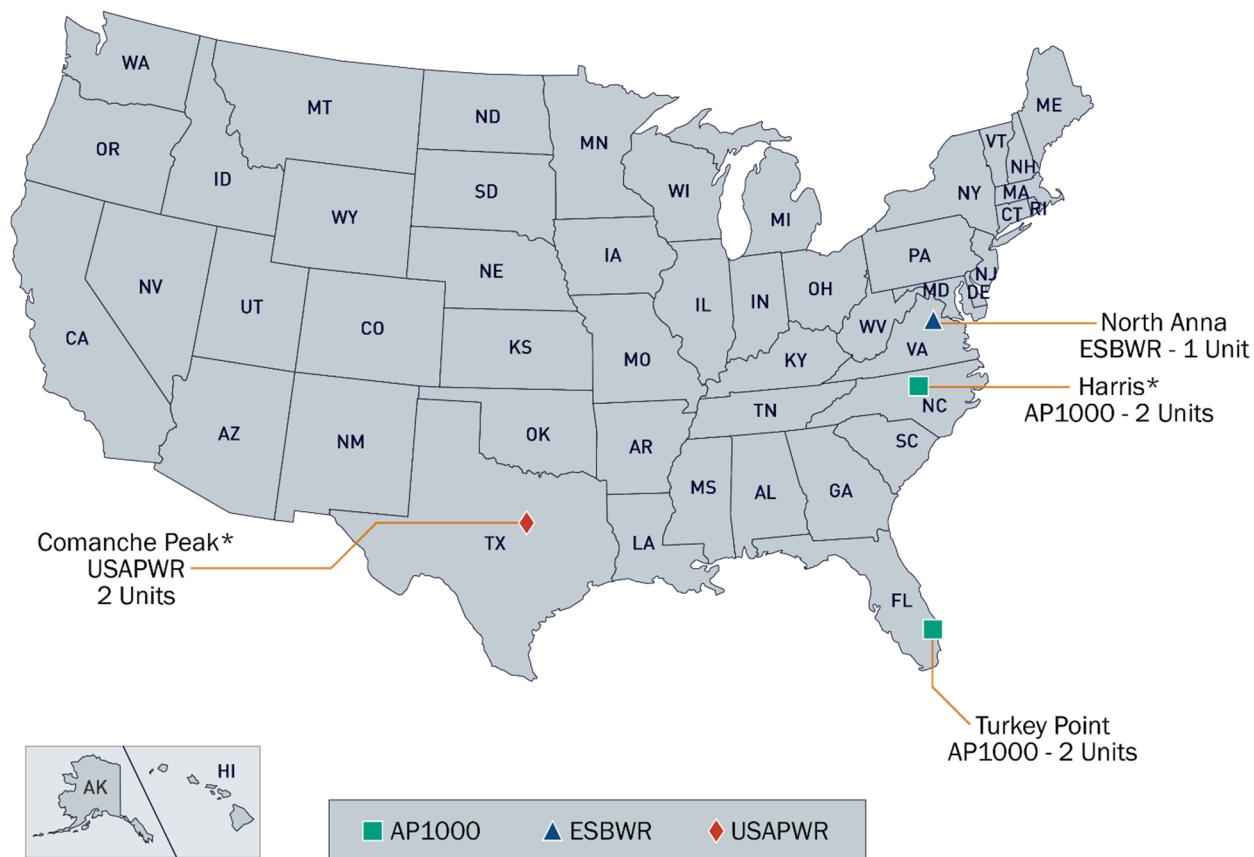 WA
MT
ND
MN
ME
OR
ID
SD
WI
VT
NH
WY
MI
NY
MA
CT
RI
IA
PA
NE
NV
NJ
UT
IL
IN
OH
MD
DE
CO
WV
CA
KS
MO
KY
VA
North Anna
ESBWR - 1 Unit
Harris*
AP1000 - 2 Units
TN
NC
AZ
NM
OK
AR
SC
MS
AL
GA
Comanche Peak*
USAPWR
2 Units
TX
LA
FL
Turkey Point
AP1000 - 2 Units
AK
HI
AP1000 ESBWR USAPWR